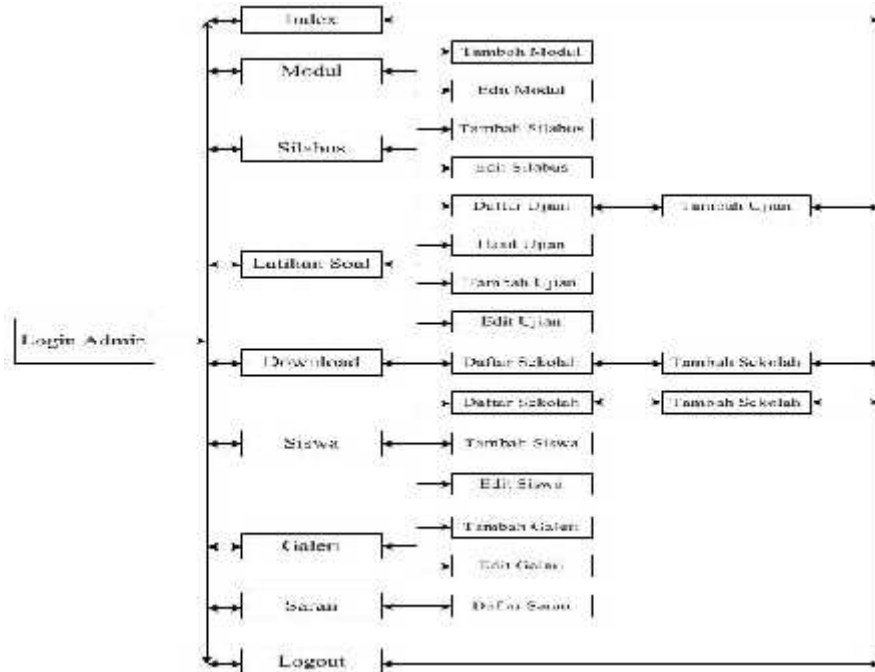 Index
Tambah Modul
Modul
Edit Modul
Tambah Silabus
Silabus
Edit Silabus
Daftar Ujian
Tambah Ujian
Hasil Ujian
Latihan Soal
Tambah Ujian
Edit Ujian
Login Admin
Download
Daftar Sekolah
Tambah Sekolah
Daftar Sekolah
Tambah Sekolah
Siswa
Tambah Siswa
Edit Siswa
Tambah Galeri
Galeri
Edit Galeri
Saran
Daftar Saran
Logout